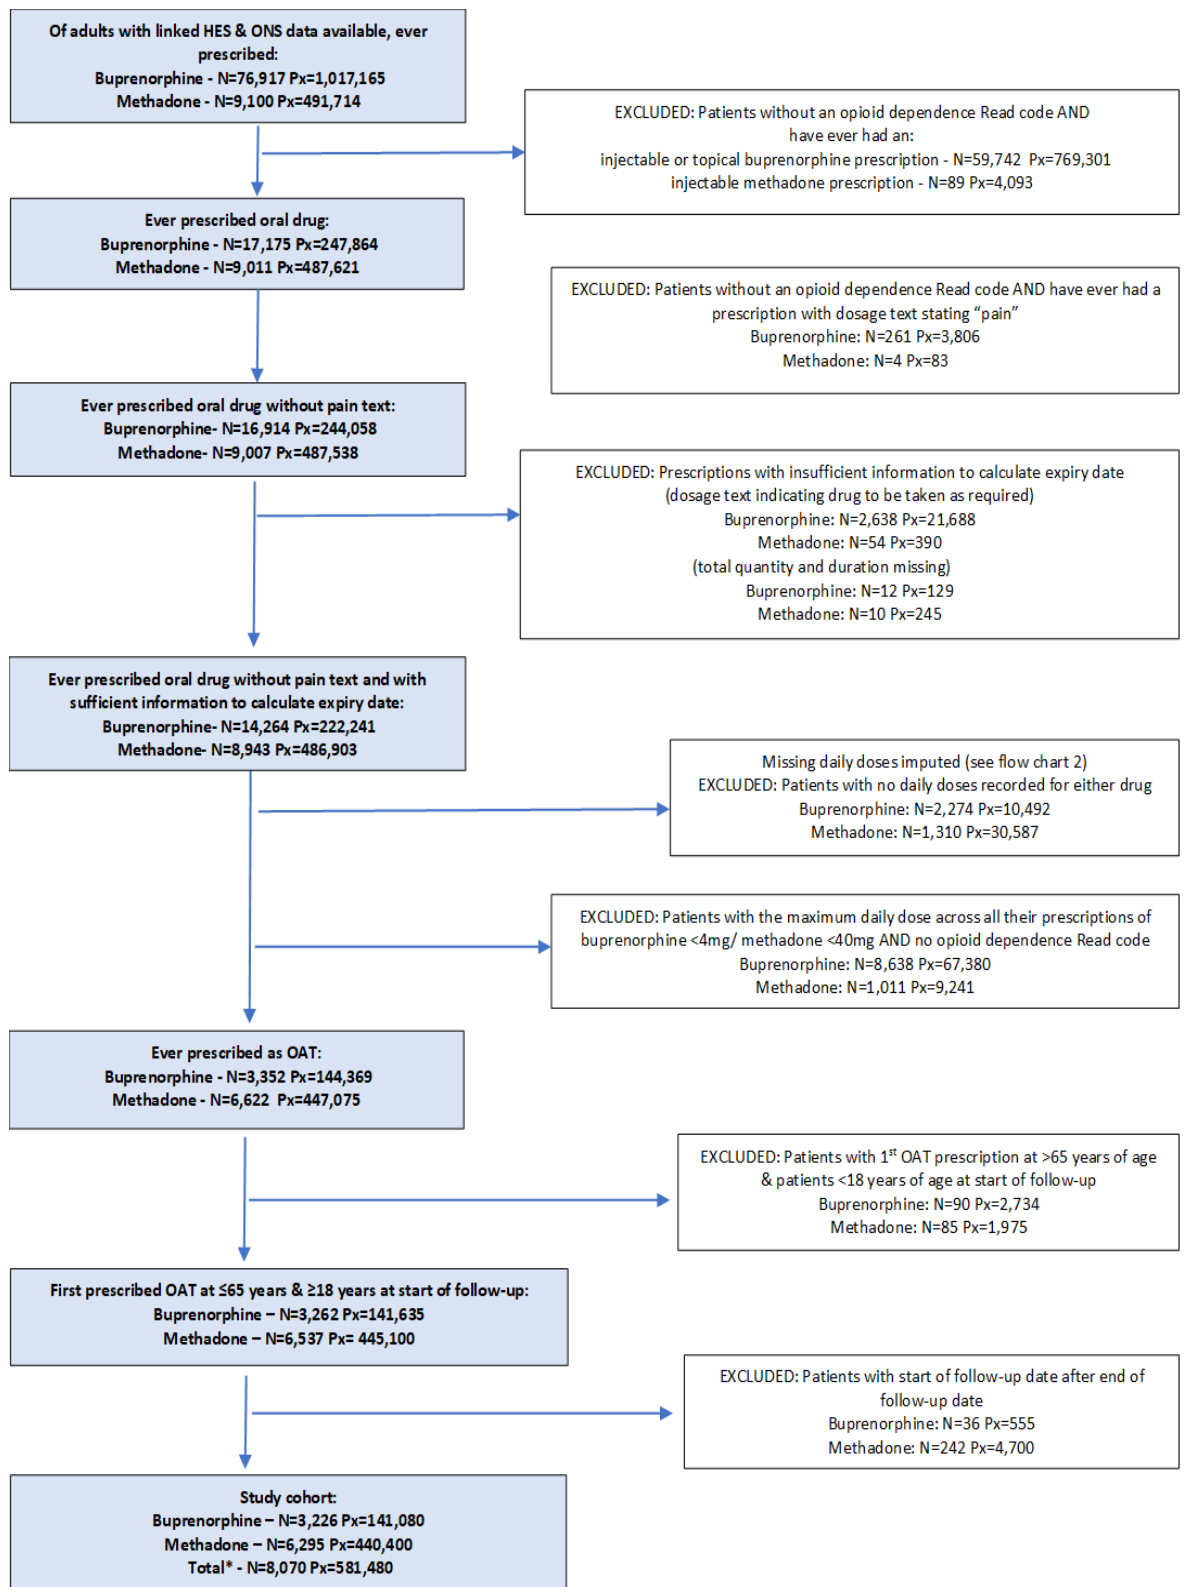 Of adults with linked HES & ONS data available, ever
prescribed:
Buprenorphine - N=76,917 Px=1,017,165
Methadone - N=9,100 Px=491,714
EXCLUDED: Patients without an opioid dependence Read code AND
have ever had an:
injectable or topical buprenorphine prescription - N=59,742 Px=769,301
injectable methadone prescription - N=89 Px=4,093
Ever prescribed oral drug:
Buprenorphine - N=17,175 Px=247,864
Methadone - N=9,011 Px=487,621
EXCLUDED: Patients without an opioid dependence Read code AND have ever had a
prescription with dosage text stating “pain”
Buprenorphine: N=261 Px=3,806
Methadone: N=4 Px=83
Ever prescribed oral drug without pain text:
Buprenorphine- N=16,914 Px=244,058
Methadone- N=9,007 Px=487,538
EXCLUDED: Prescriptions with insufficient information to calculate expiry date
(dosage text indicating drug to be taken as required)
Buprenorphine: N=2,638 Px=21,688
Methadone: N=54 Px=390
(total quantity and duration missing)
Buprenorphine: N=12 Px=129
Methadone: N=10 Px=245
Ever prescribed oral drug without pain text and with
sufficient information to calculate expiry date:
Buprenorphine- N=14,264 Px=222,241
Methadone- N=8,943 Px=486,903
Missing daily doses imputed (see flow chart 2)
EXCLUDED: Patients with no daily doses recorded for either drug
Buprenorphine: N=2,274 Px=10,492
Methadone: N=1,310 Px=30,587
EXCLUDED: Patients with the maximum daily dose across all their prescriptions of
buprenorphine <4mg/ methadone <40mg AND no opioid dependence Read code
Buprenorphine: N=8,638 Px=67,380
Methadone: N=1,011 Px=9,241
Ever prescribed as OAT:
Buprenorphine - N=3,352 Px=144,369
Methadone - N=6,622 Px=447,075
EXCLUDED: Patients with 1st OAT prescription at >65 years of age
& patients <18 years of age at start of follow-up
Buprenorphine: N=90 Px=2,734
Methadone: N=85 Px=1,975
First prescribed OAT at ≤65 years & ≥18 years at start of follow-up:
Buprenorphine – N=3,262 Px=141,635
Methadone – N=6,537 Px= 445,100
EXCLUDED: Patients with start of follow-up date after end of
follow-up date
Buprenorphine: N=36 Px=555
Methadone: N=242 Px=4,700
Study cohort:
Buprenorphine – N=3,226 Px=141,080
Methadone – N=6,295 Px=440,400
Total* - N=8,070 Px=581,480